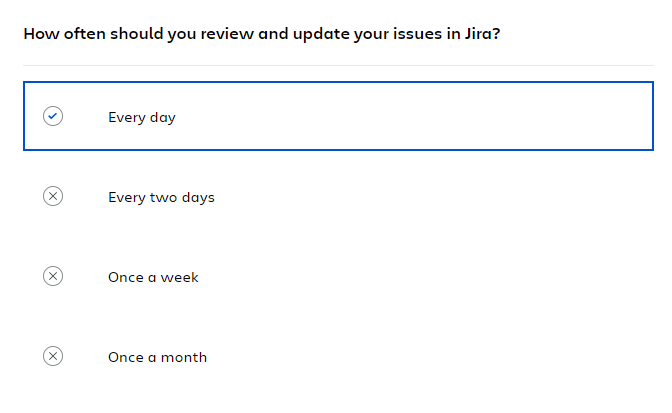 How often should you review and update your issues in Jira?
Every day
Every two days
Once a week
Once a month